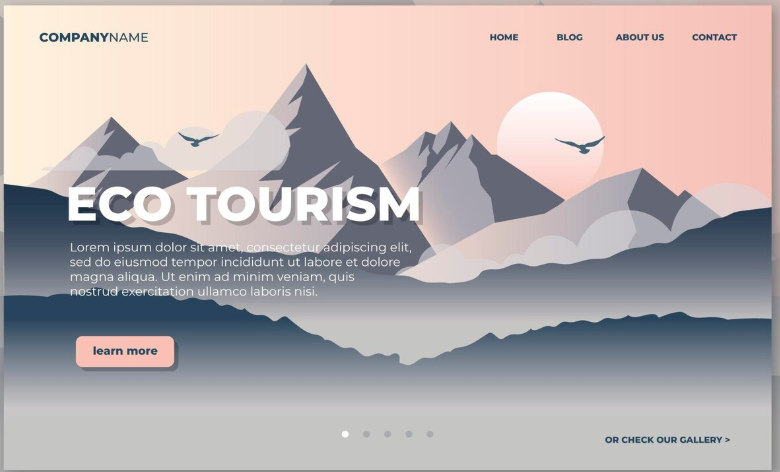 COMPANYNAME
HOME BLOG ABOUT US CONTACT
ECO TOURISM
Lorem ipsum dolor sit amet, consectetur adipiscing elit,
sed do eiusmod tempor incididunt ut labore et dolore
magna aliqua. Ut enim ad minim veniam, quis
nostrud exercitation ullamco laboris nisi.
learn more
OR CHECK OUR GALLERY >